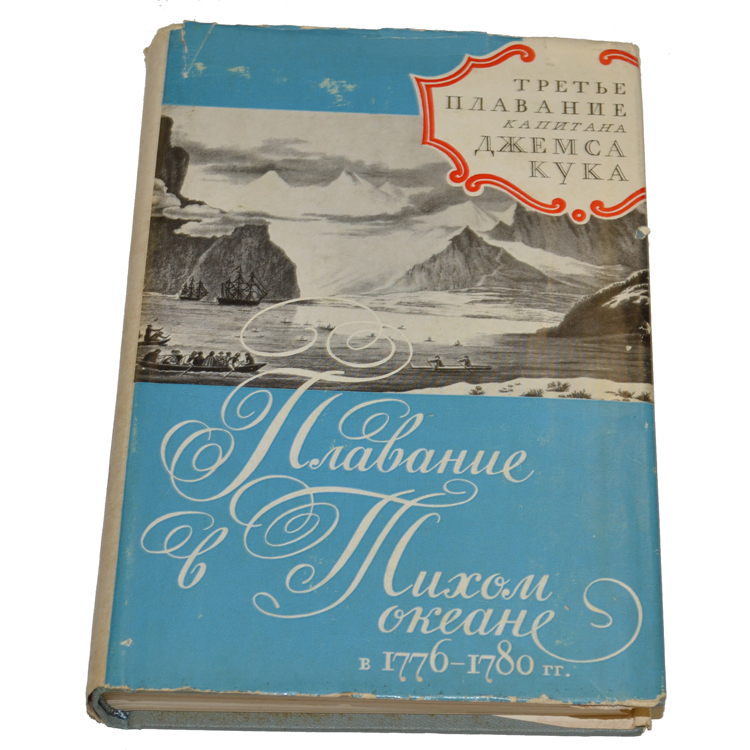 ТРЕТЬЕ
ПЛАВАНИЕ
КАПИТАНА
ДЖЕМСА
КУКА
Плавание
в Тихом
океане
в 1776–1780 гг.